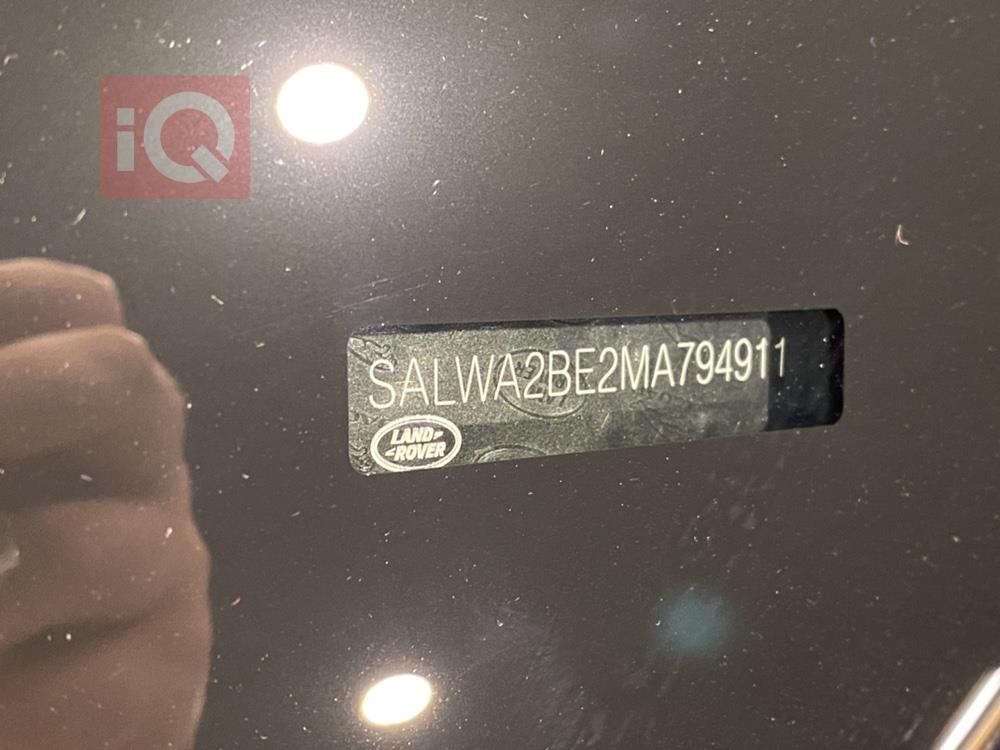 iQ
SALWA2BE2MA794911
LAND-
-ROVER